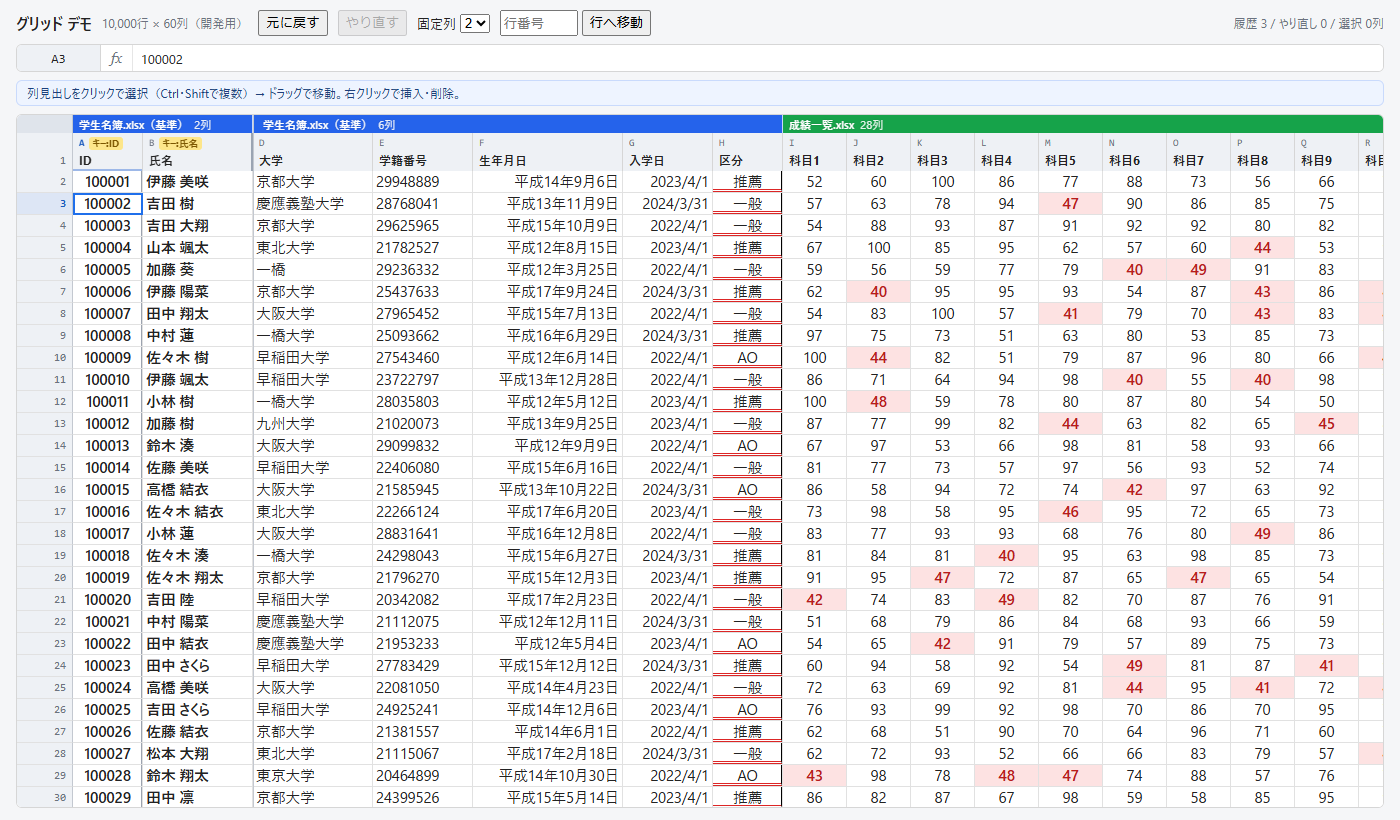 グリッド デモ 10,000行 × 60列（開発用） 元に戻す やり直す 固定列 2 行番号 行へ移動 履歴 3 / やり直し 0 / 選択 0列
A3 fx 100002
列見出しをクリックで選択（Ctrl・Shiftで複数）→ ドラッグで移動。右クリックで挿入・削除。
学生名簿.xlsx（基準） 2列 学生名簿.xlsx（基準） 6列 成績一覧.xlsx 28列
A キー:ID B キー:氏名 D E F G H I J K L M N O P Q R
1 ID 氏名 大学 学籍番号 生年月日 入学日 区分 科目1 科目2 科目3 科目4 科目5 科目6 科目7 科目8 科目9
2 100001 伊藤 美咲 京都大学 29948889 平成14年9月6日 2023/4/1 推薦 52 60 100 86 77 88 73 56 66
3 100002 吉田 樹 慶應義塾大学 28768041 平成13年11月9日 2024/3/31 一般 57 63 78 94 47 90 86 85 75
4 100003 吉田 大翔 京都大学 29625965 平成15年10月9日 2022/4/1 一般 54 88 93 87 91 92 92 80 82
5 100004 山本 颯太 東北大学 21782527 平成12年8月15日 2023/4/1 推薦 67 100 85 95 62 57 60 44 53
6 100005 加藤 葵 一橋 29236332 平成12年3月25日 2022/4/1 一般 59 56 59 77 79 40 49 91 83
7 100006 伊藤 陽菜 京都大学 25437633 平成17年9月24日 2024/3/31 推薦 62 40 95 95 93 54 87 43 86
8 100007 田中 翔太 大阪大学 27965452 平成15年7月13日 2022/4/1 一般 54 83 100 57 41 79 70 43 83
9 100008 中村 蓮 一橋大学 25093662 平成16年6月29日 2024/3/31 推薦 97 75 73 51 63 80 53 85 73
10 100009 佐々木 樹 早稲田大学 27543460 平成12年6月14日 2022/4/1 AO 100 44 82 51 79 87 96 80 66
11 100010 伊藤 颯太 早稲田大学 23722797 平成13年12月28日 2022/4/1 一般 86 71 64 94 98 40 55 40 98
12 100011 小林 樹 一橋大学 28035803 平成12年5月12日 2023/4/1 推薦 100 48 59 78 80 87 80 54 50
13 100012 加藤 樹 九州大学 21020073 平成13年9月25日 2023/4/1 一般 87 77 99 82 44 63 82 65 45
14 100013 鈴木 湊 大阪大学 29099832 平成12年9月9日 2022/4/1 AO 67 97 53 66 98 81 58 93 66
15 100014 佐藤 美咲 早稲田大学 22406080 平成15年6月16日 2022/4/1 一般 81 77 73 57 97 56 93 52 74
16 100015 高橋 結衣 大阪大学 21585945 平成13年10月22日 2024/3/31 AO 86 58 94 72 74 42 97 63 92
17 100016 佐々木 結衣 東北大学 22266124 平成17年6月20日 2023/4/1 一般 73 98 58 95 46 95 72 65 73
18 100017 小林 蓮 大阪大学 28831641 平成16年12月8日 2022/4/1 一般 83 77 93 93 68 76 80 49 86
19 100018 佐々木 湊 一橋大学 24298043 平成15年6月27日 2024/3/31 推薦 81 84 81 40 95 63 98 85 73
20 100019 佐々木 翔太 京都大学 21796270 平成15年12月3日 2023/4/1 推薦 91 95 47 72 87 65 47 65 54
21 100020 吉田 陸 早稲田大学 20342082 平成17年2月23日 2022/4/1 一般 42 74 83 49 82 70 87 76 91
22 100021 中村 陽菜 慶應義塾大学 21112075 平成12年12月11日 2024/3/31 一般 51 68 79 86 84 68 93 66 59
23 100022 田中 結衣 慶應義塾大学 21953233 平成12年5月4日 2023/4/1 AO 54 65 42 91 79 57 89 75 73
24 100023 田中 さくら 早稲田大学 27783429 平成15年12月12日 2024/3/31 推薦 60 94 58 92 54 49 81 87 41
25 100024 高橋 美咲 大阪大学 22081050 平成14年4月23日 2022/4/1 一般 72 63 69 92 81 44 95 41 72
26 100025 吉田 さくら 早稲田大学 24925241 平成14年12月6日 2023/4/1 AO 76 93 99 92 98 70 86 70 95
27 100026 佐藤 結衣 京都大学 21381557 平成14年6月1日 2022/4/1 推薦 62 68 51 90 70 64 96 71 60
28 100027 松本 大翔 東北大学 21115067 平成17年2月18日 2024/3/31 一般 62 72 93 52 66 66 83 79 57
29 100028 鈴木 翔太 東京大学 20464899 平成14年10月30日 2022/4/1 AO 43 98 78 48 47 74 88 57 76
30 100029 田中 凛 京都大学 24399526 平成15年5月14日 2023/4/1 推薦 86 82 87 67 98 59 58 85 95